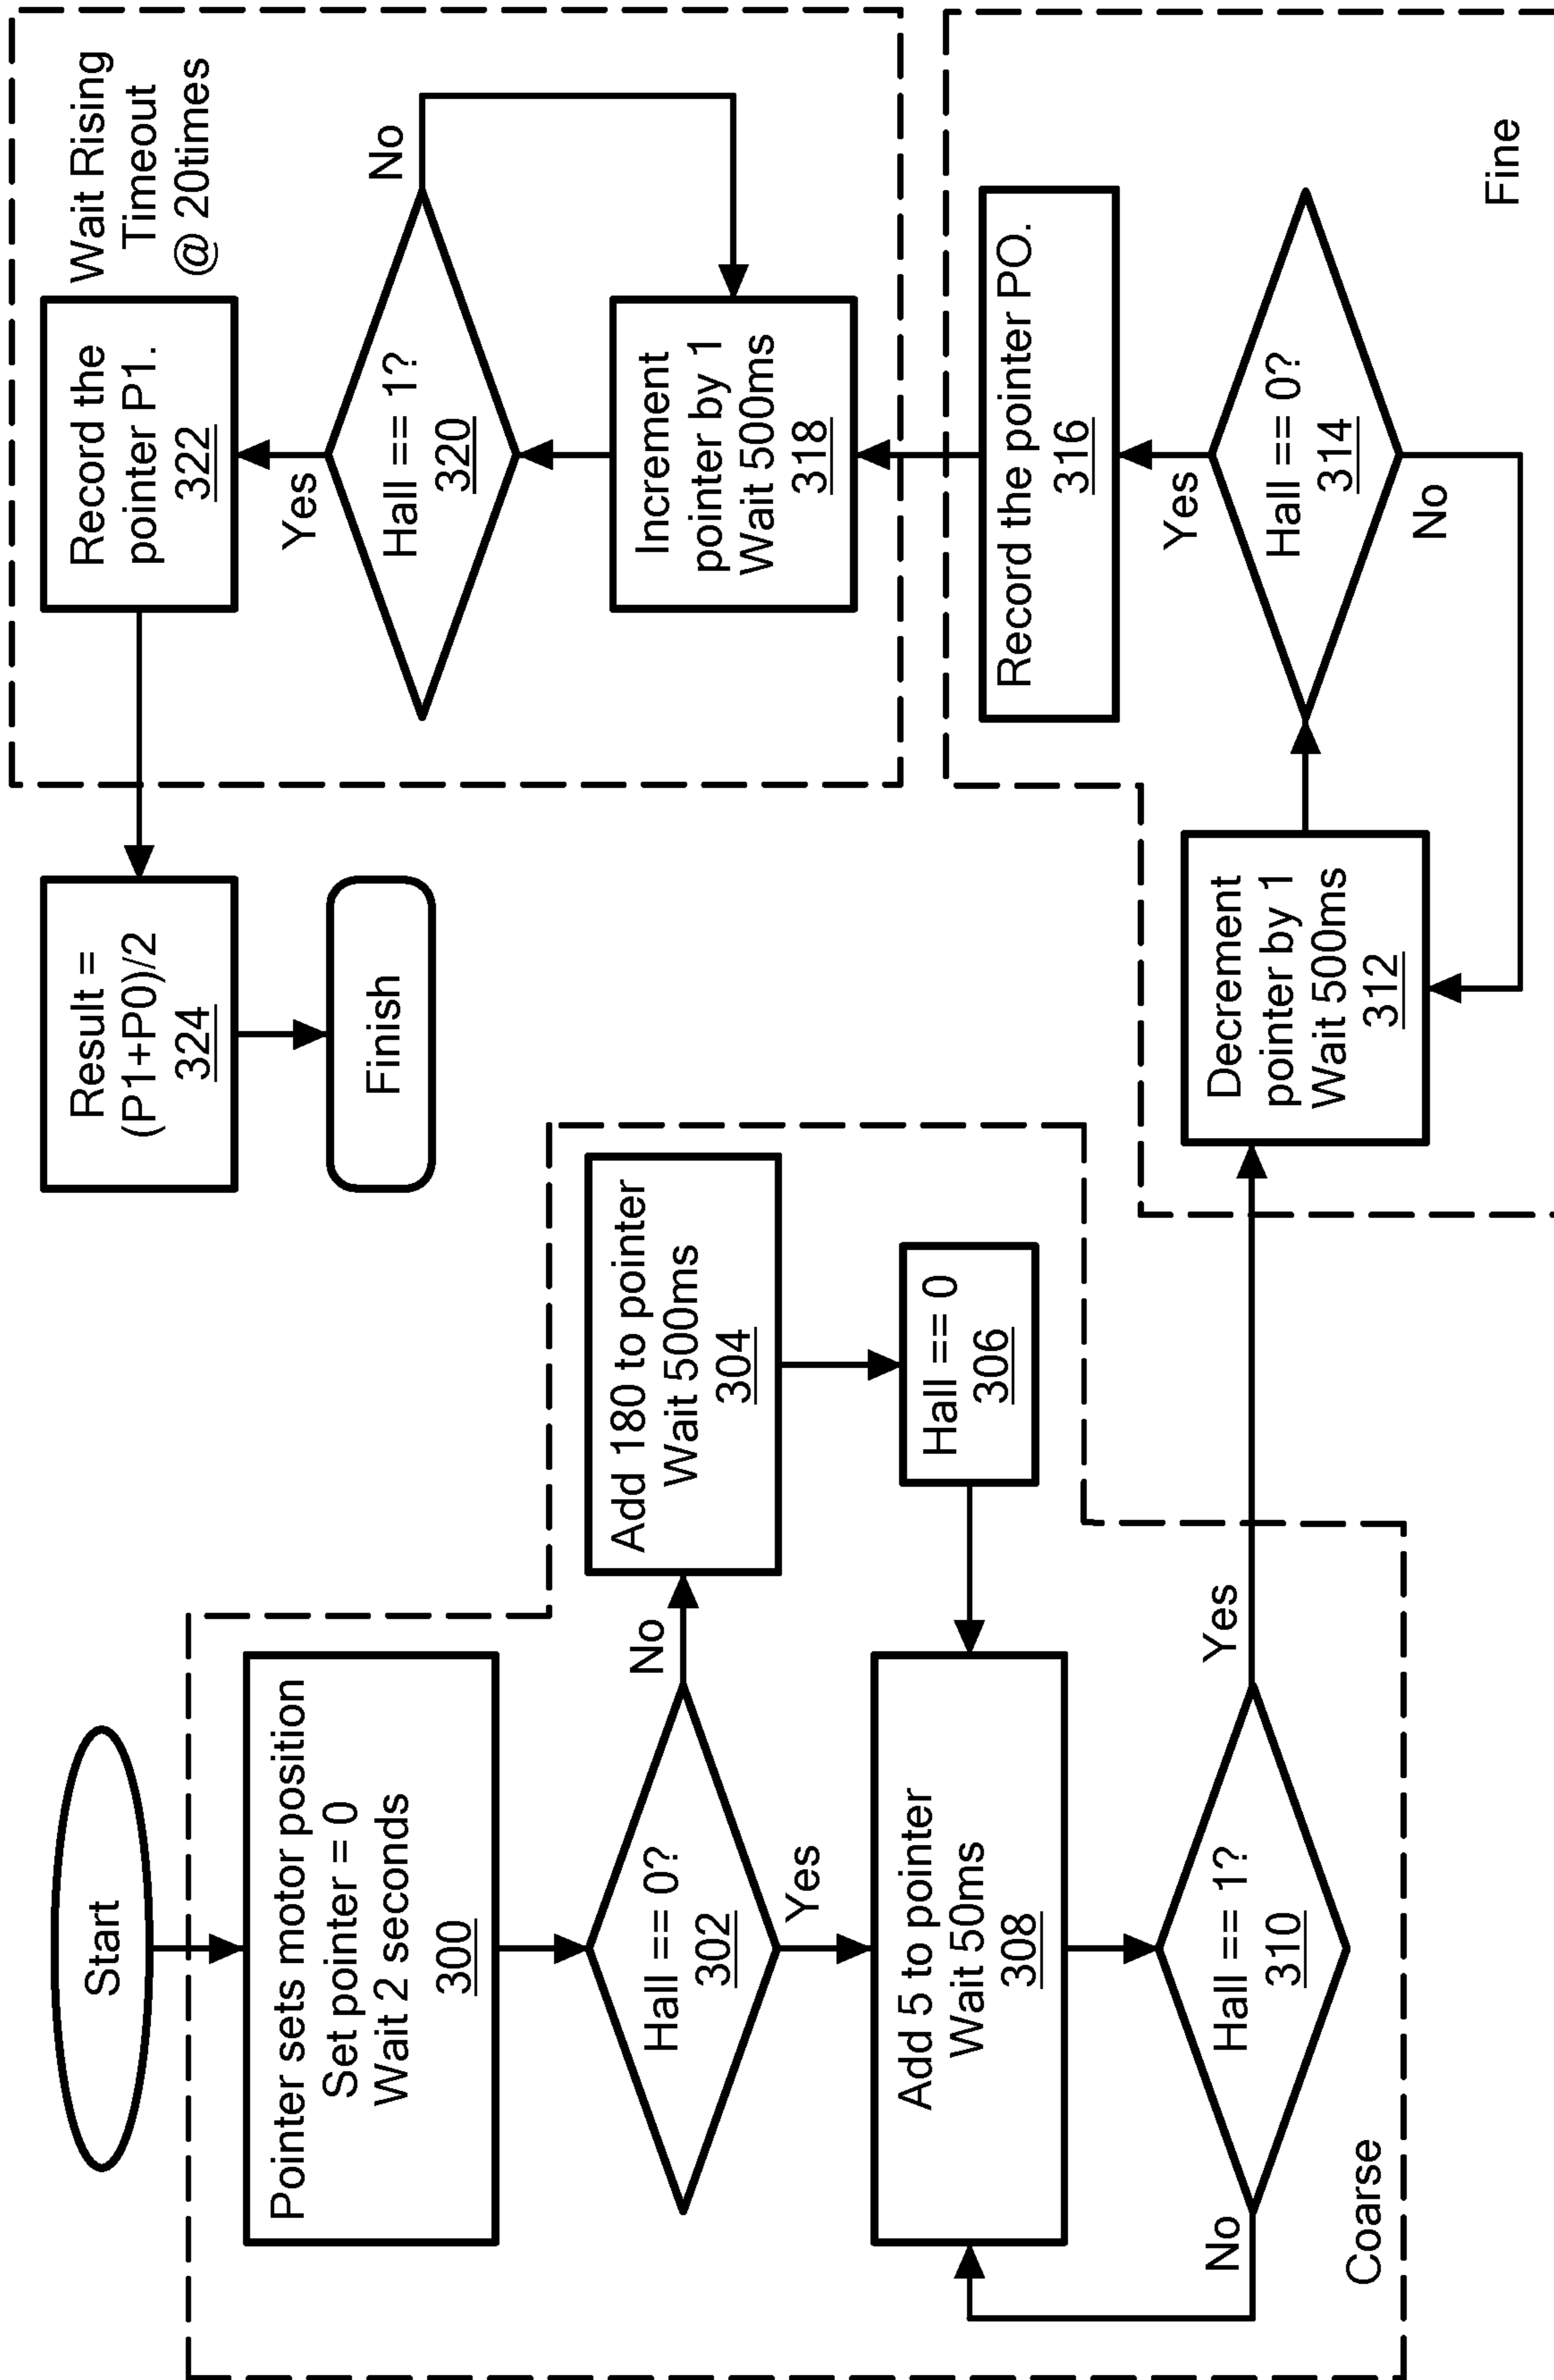 Start
Pointer sets motor position
Set pointer = 0
Wait 2 seconds
300
Hall == 0?
302
No
Yes
Add 180 to pointer
Wait 500ms
304
Hall == 0
306
Add 5 to pointer
Wait 50ms
308
Hall == 1?
310
No
Yes
Coarse
Decrement
pointer by 1
Wait 500ms
312
Hall == 0?
314
No
Yes
Record the pointer PO.
316
Fine
Increment
pointer by 1
Wait 500ms
318
Hall == 1?
320
No
Yes
Record the
pointer P1.
322
Wait Rising
Timeout
@ 20times
Result =
(P1+P0)/2
324
Finish